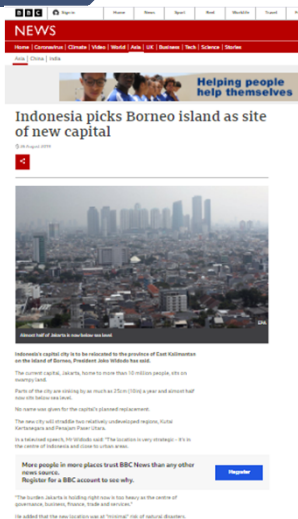 BBC Sign in Home News Sport Reel Worklife Travel
NEWS
Home Coronavirus Climate Video World Asia UK Business Tech Science Stories
Asia China India
Helping people
help themselves
Indonesia picks Borneo island as site
of new capital
26 August 2019
EPA
Almost half of Jakarta is now below sea level
Indonesia's capital city is to be relocated to the province of East Kalimantan
on the island of Borneo, President Joko Widodo has said.
The current capital, Jakarta, home to more than 10 million people, sits on
swampy land.
Parts of the city are sinking by as much as 25cm (10in) a year and almost half
now sits below sea level.
No name was given for the capital's planned replacement.
The new city will straddle two relatively undeveloped regions, Kutai
Kertanegara and Penajam Paser Utara.
In a televised speech, Mr Widodo said: "The location is very strategic - it's in
the centre of Indonesia and close to urban areas.
More people in more places trust BBC News than any other
news source.
Register for a BBC account to see why.
Register
"The burden Jakarta is holding right now is too heavy as the centre of
governance, business, finance, trade and services."
He added that the new location was at "minimal" risk of natural disasters.